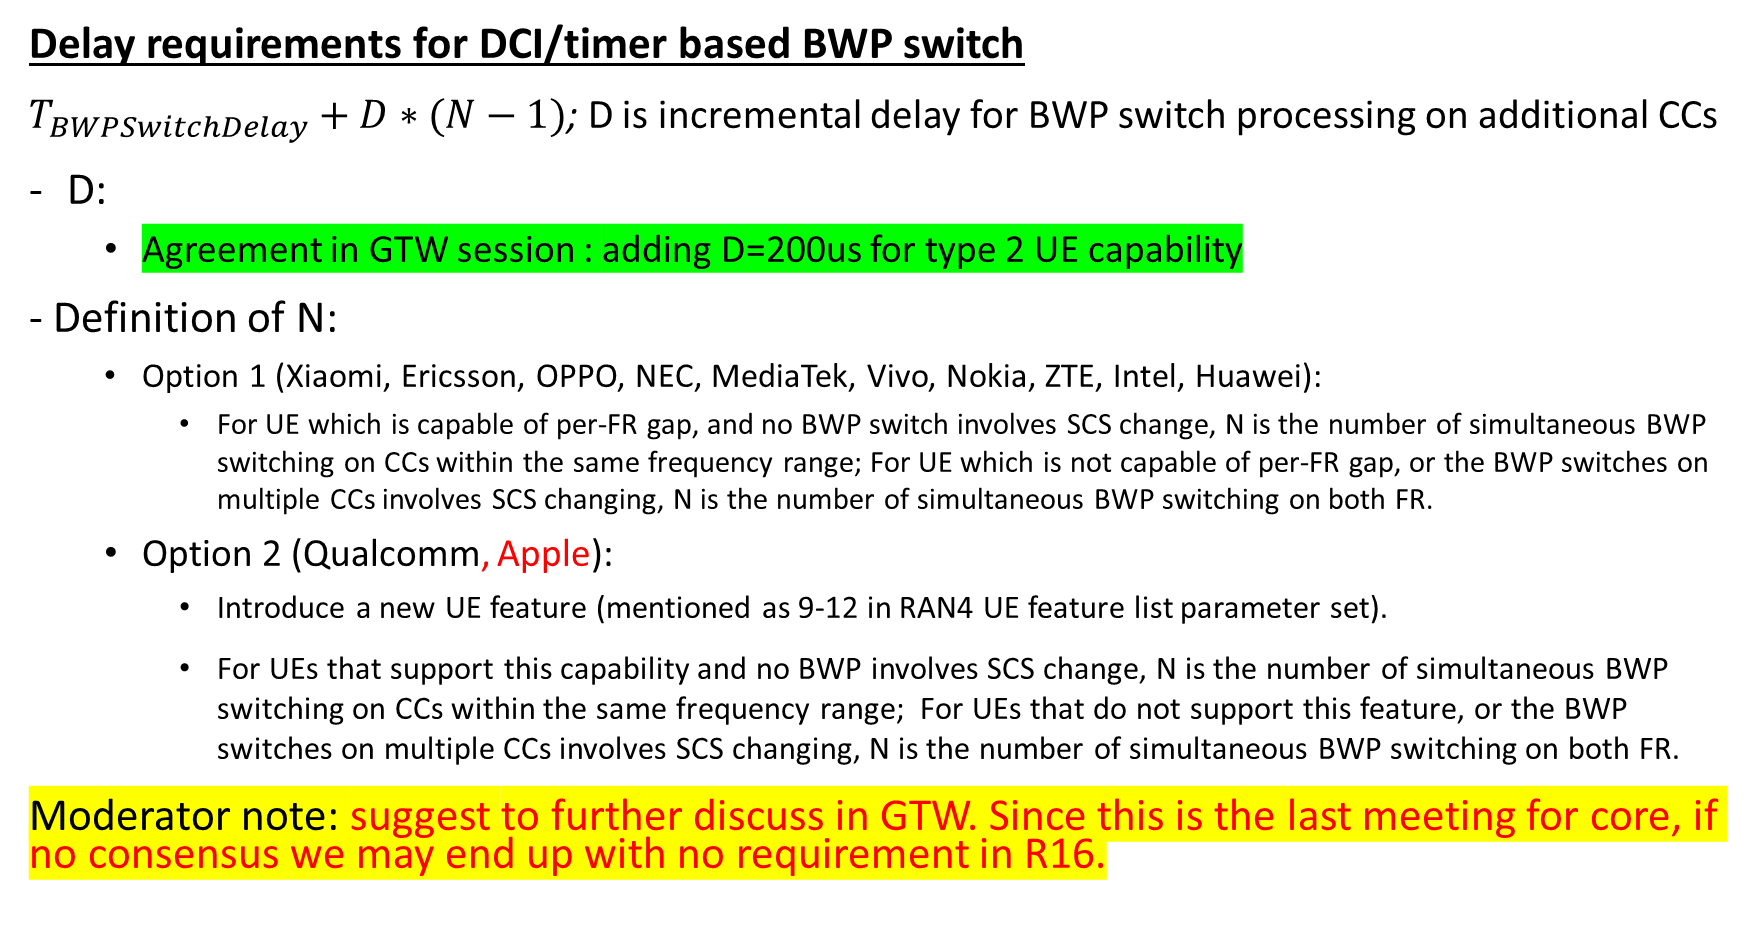 Delay requirements for DCI/timer based BWP switch
T_{BWPSwitchDelay} + D ∗ (N − 1); D is incremental delay for BWP switch processing on additional CCs
- D:
• Agreement in GTW session : adding D=200us for type 2 UE capability
- Definition of N:
• Option 1 (Xiaomi, Ericsson, OPPO, NEC, MediaTek, Vivo, Nokia, ZTE, Intel, Huawei):
• For UE which is capable of per-FR gap, and no BWP switch involves SCS change, N is the number of simultaneous BWP
switching on CCs within the same frequency range; For UE which is not capable of per-FR gap, or the BWP switches on
multiple CCs involves SCS changing, N is the number of simultaneous BWP switching on both FR.
• Option 2 (Qualcomm, Apple):
• Introduce a new UE feature (mentioned as 9-12 in RAN4 UE feature list parameter set).
• For UEs that support this capability and no BWP involves SCS change, N is the number of simultaneous BWP
switching on CCs within the same frequency range; For UEs that do not support this feature, or the BWP
switches on multiple CCs involves SCS changing, N is the number of simultaneous BWP switching on both FR.
Moderator note: suggest to further discuss in GTW. Since this is the last meeting for core, if
no consensus we may end up with no requirement in R16.